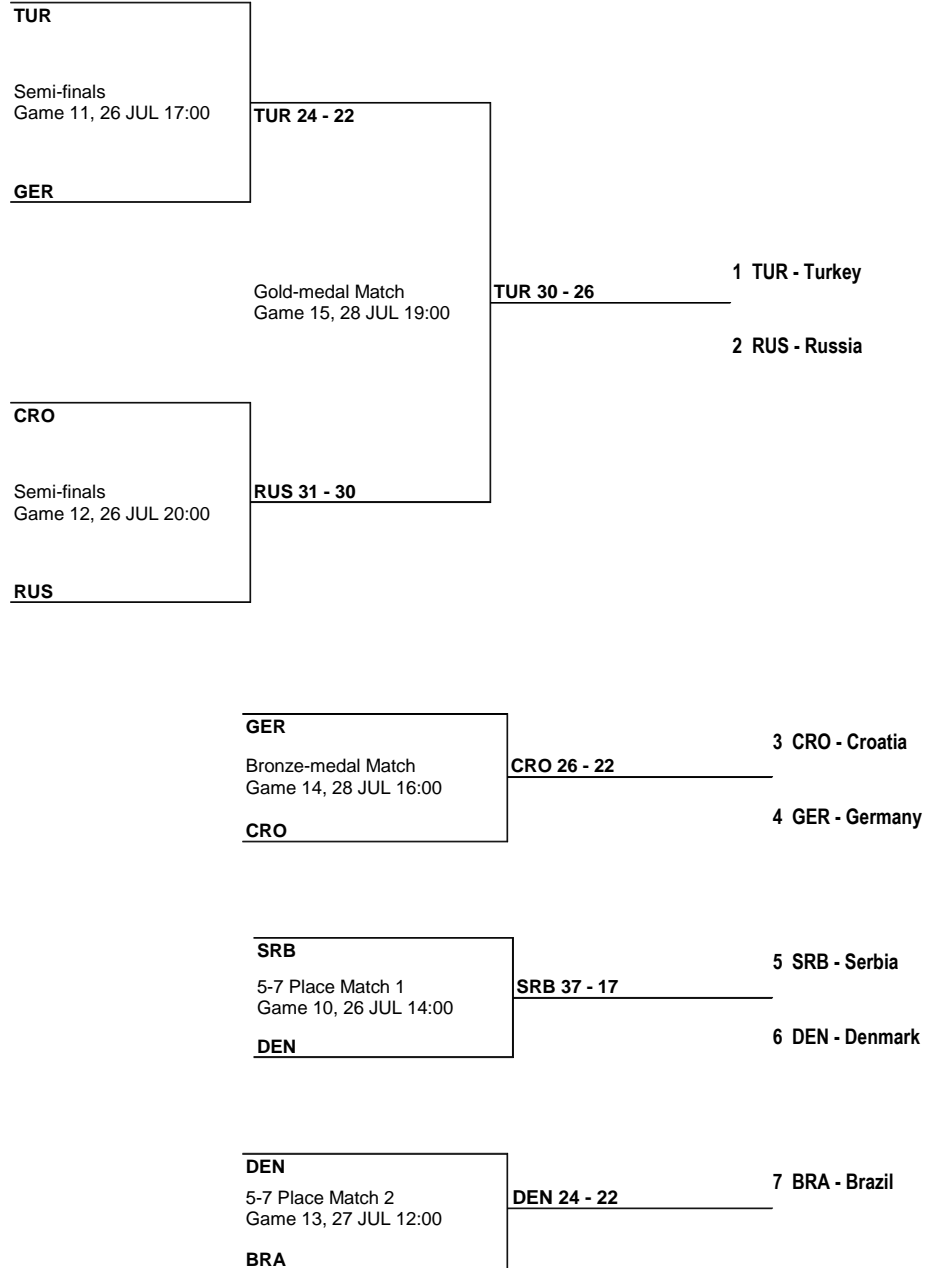 TUR
Semi-finals
Game 11, 26 JUL 17:00
TUR 24 - 22
GER
Gold-medal Match
Game 15, 28 JUL 19:00
TUR 30 - 26
1 TUR - Turkey
2 RUS - Russia
CRO
Semi-finals
Game 12, 26 JUL 20:00
RUS 31 - 30
RUS
GER
Bronze-medal Match
Game 14, 28 JUL 16:00
CRO
CRO 26 - 22
3 CRO - Croatia
4 GER - Germany
SRB
5-7 Place Match 1
Game 10, 26 JUL 14:00
DEN
SRB 37 - 17
5 SRB - Serbia
6 DEN - Denmark
DEN
5-7 Place Match 2
Game 13, 27 JUL 12:00
BRA
DEN 24 - 22
7 BRA - Brazil